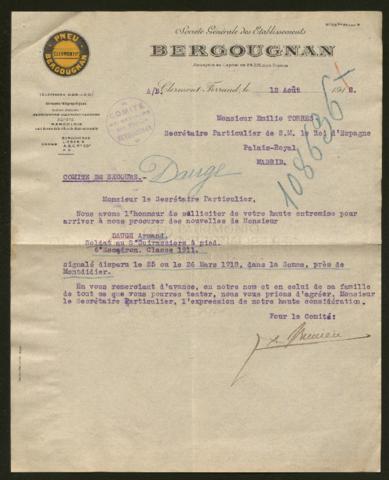 PNEU
BERGOUGNAN
Société Générale des Etablissements
BERGOUGNAN
A/B. Clermont-Ferrand, le 12 Août 1918.
COMITÉ
DE SECOURS
BERGOUGNAN
Monsieur Emilio TORRES
Secrétaire Particulier de S.M. le Roi d'Espagne
Palais-Royal
MADRID.
108636
Dauge
COMITE DE SECOURS.-
Monsieur le Secrétaire Particulier,
Nous avons l'honneur de solliciter de votre haute entremise pour
arriver à nous procurer des nouvelles de Monsieur
DAUGE Armand.
Soldat au Cuirassiers à pied.
Escadron. Classe 1911.
signalé disparu le 25 ou le 26 Mars 1918, dans la Somme, près de
Montdidier.
En vous remerciant d'avance, en notre nom et en celui de sa famille
de tout ce que vous pourrez tenter, nous vous prions d'agréer, Monsieur
le Secrétaire Particulier, l'expression de notre haute considération.
Pour le Comité: